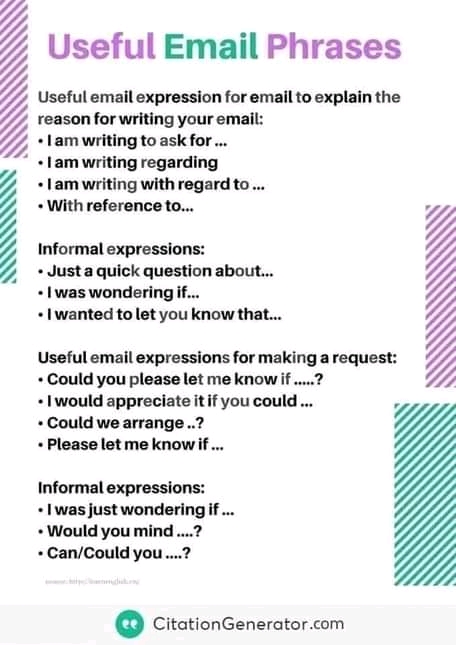 Useful Email Phrases
Useful email expression for email to explain the
reason for writing your email:
• I am writing to ask for ...
• I am writing regarding
• I am writing with regard to ...
• With reference to...
Informal expressions:
• Just a quick question about...
• I was wondering if...
• I wanted to let you know that...
Useful email expressions for making a request:
• Could you please let me know if .....?
• I would appreciate it if you could ...
• Could we arrange ..?
• Please let me know if ...
Informal expressions:
• I was just wondering if ...
• Would you mind ....?
• Can/Could you ....?
CitationGenerator.com